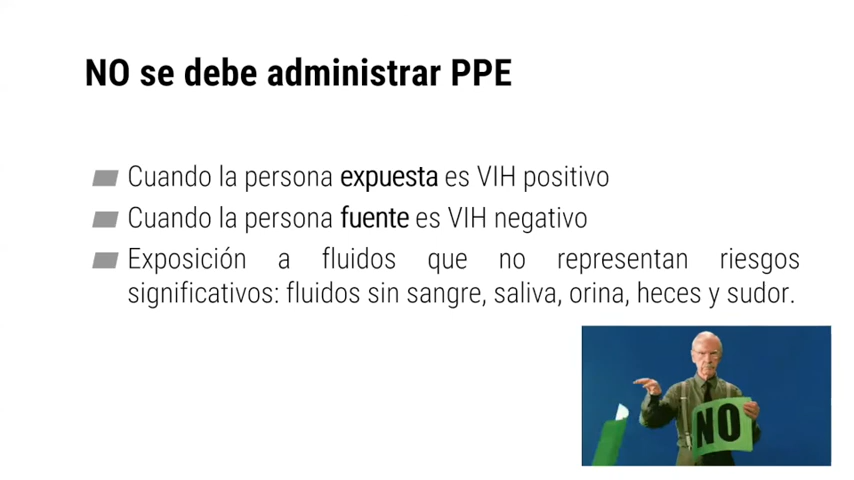 NO se debe administrar PPE
Cuando la persona expuesta es VIH positivo
Cuando la persona fuente es VIH negativo
Exposición a fluidos que no representan riesgos
significativos: fluidos sin sangre, saliva, orina, heces y sudor.
NO